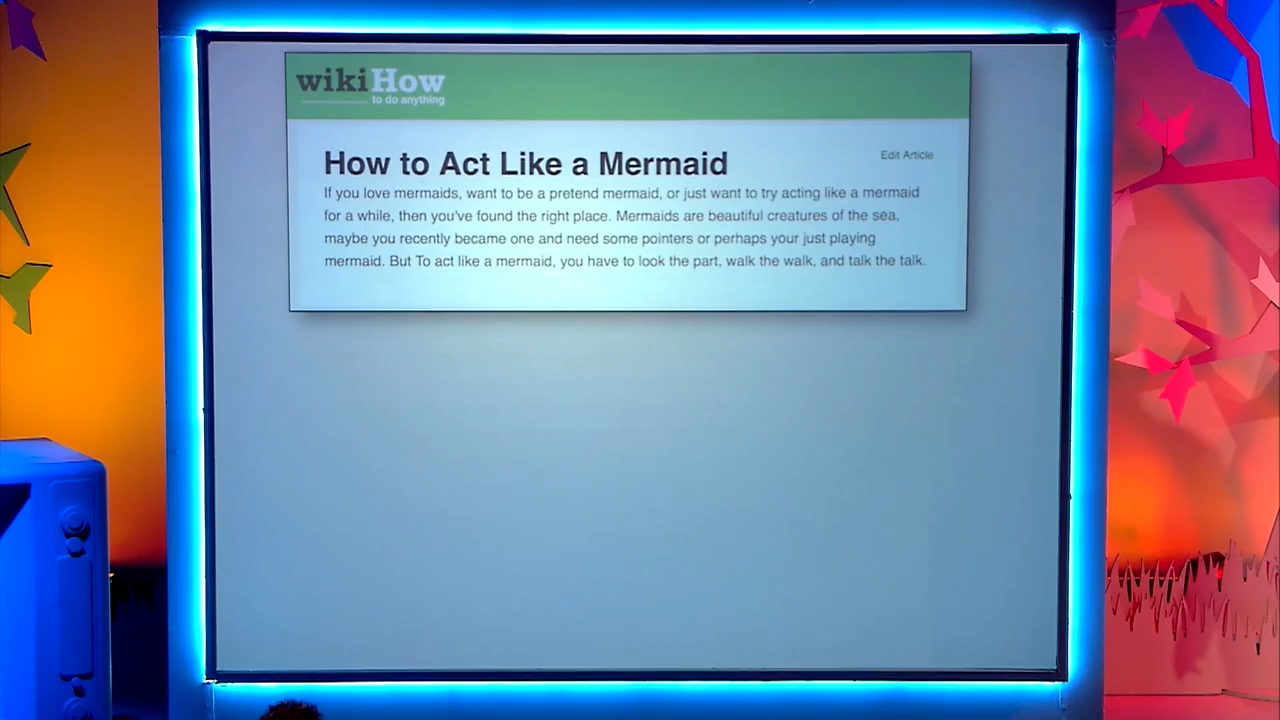 wikiHow
to do anything
How to Act Like a Mermaid
Edit Article
If you love mermaids, want to be a pretend mermaid, or just want to try acting like a mermaid
for a while, then you've found the right place. Mermaids are beautiful creatures of the sea,
maybe you recently became one and need some pointers or perhaps your just playing
mermaid. But To act like a mermaid, you have to look the part, walk the walk, and talk the talk.